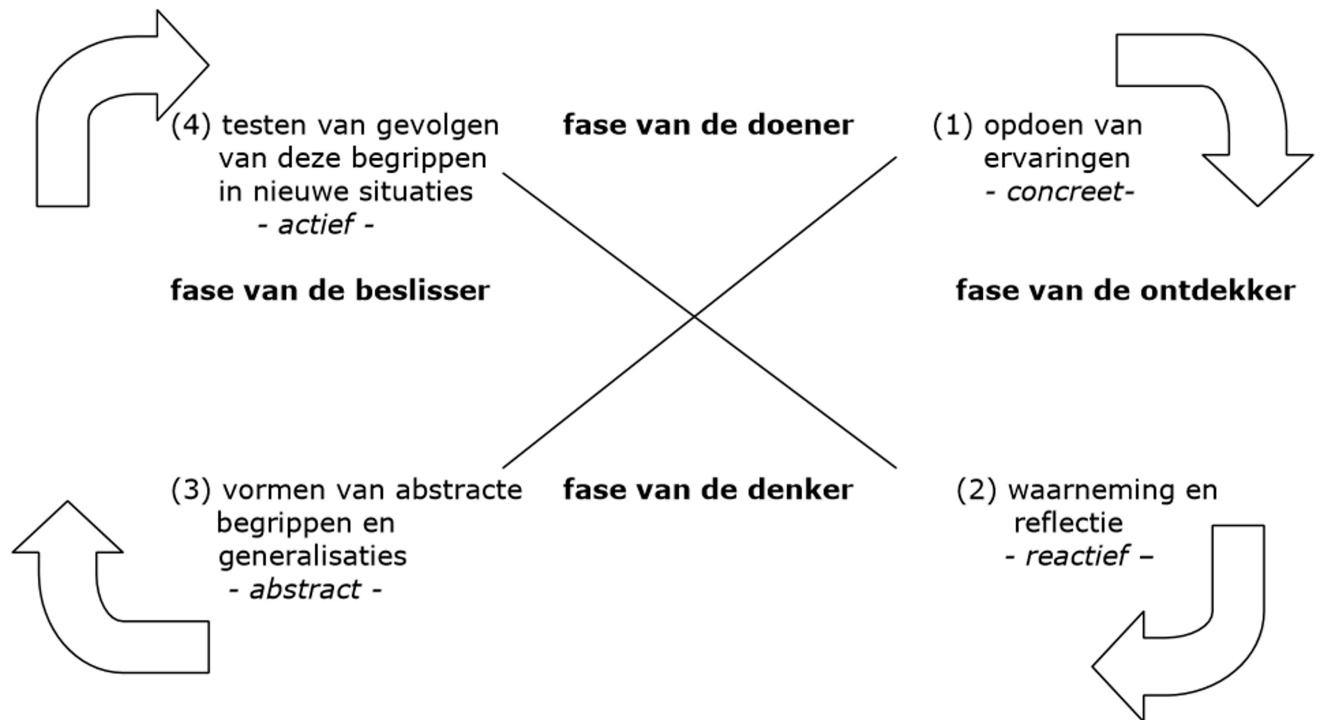 (4) testen van gevolgen
van deze begrippen
in nieuwe situaties
- actief -
fase van de doener
(1) opdoen van
ervaringen
- concreet-
fase van de beslisser
fase van de ontdekker
(3) vormen van abstracte
begrippen en
generalisaties
- abstract -
fase van de denker
(2) waarneming en
reflectie
- reactief –